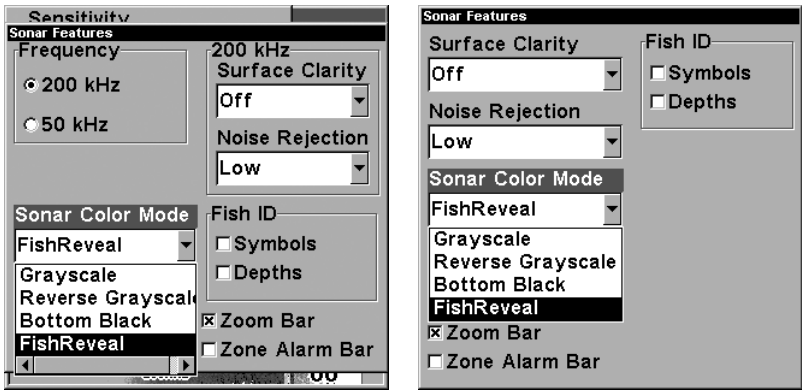 Sensitivity
Sonar Features
Frequency
200 kHz
50 kHz
200 kHz
Surface Clarity
Off
Noise Rejection
Low
Sonar Color Mode
FishReveal
Grayscale
Reverse Grayscale
Bottom Black
FishReveal
Fish ID
Symbols
Depths
Zoom Bar
Zone Alarm Bar
Sonar Features
Surface Clarity
Off
Noise Rejection
Low
Sonar Color Mode
FishReveal
Grayscale
Reverse Grayscale
Bottom Black
FishReveal
Zoom Bar
Zone Alarm Bar
Fish ID
Symbols
Depths